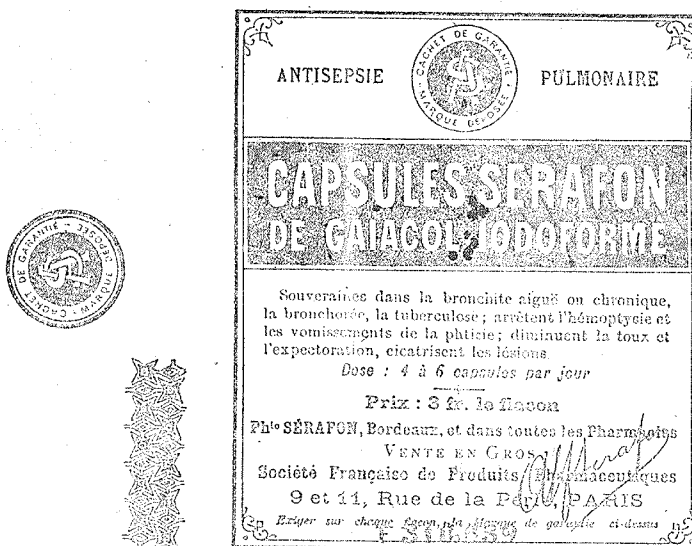 ANTISEPSIE
CACHET DE GARANTIE
MARQUE DÉPOSÉE
PULMONAIRE
CAPSULES SERAFON
DE GAIACOL-IODOFORME
Souveraines dans la bronchite aiguë ou chronique,
la bronchorée, la tuberculose; arrêtent l'hémoptysie et
les vomissements de la phtisie; diminuent la toux et
l'expectoration, cicatrisent les lésions.
Dose : 4 à 6 capsules par jour
Prix : 3 fr. le flacon
Phie SÉRAFON, Bordeaux, et dans toutes les Pharmacies
VENTE EN GROS
Société Française de Produits Pharmaceutiques
9 et 11, Rue de la Perle, PARIS
Exiger sur chaque flacon la Marque de garantie ci-dessus
CACHET DE GARANTIE
MARQUE DÉPOSÉE